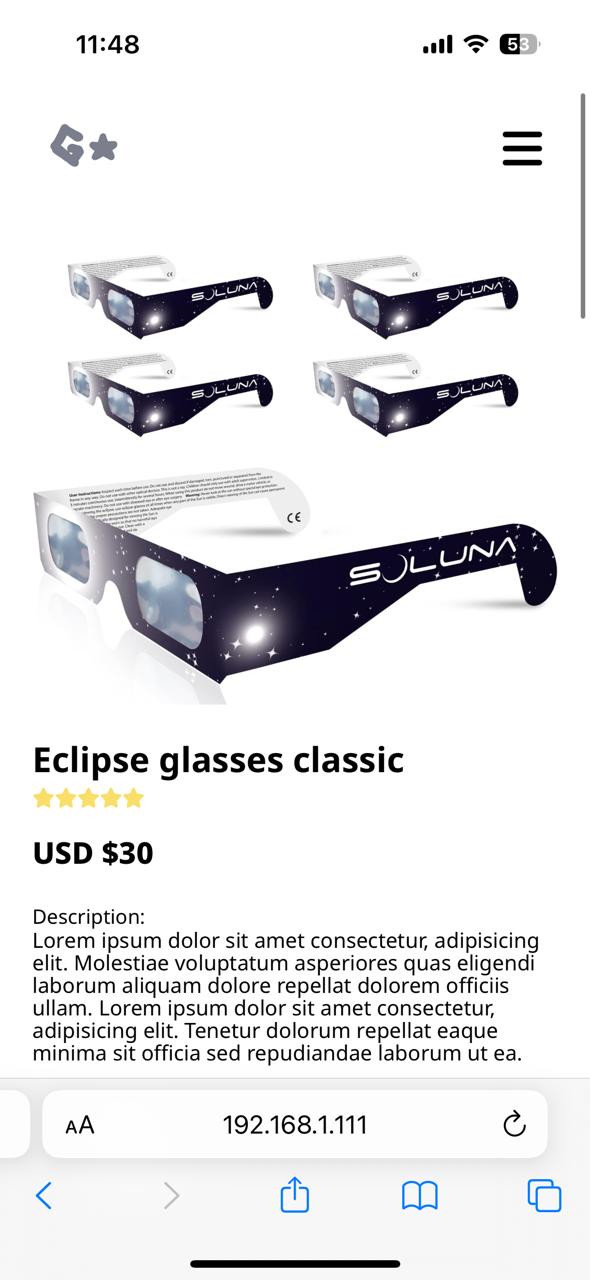 11:48
53
G
SOLUNA
SOLUNA
SOLUNA
SOLUNA
User Instructions:
Warning:
CE
SOLUNA
Eclipse glasses classic
USD $30
Description:
Lorem ipsum dolor sit amet consectetur, adipisicing
elit. Molestiae voluptatum asperiores quas eligendi
laborum aliquam dolore repellat dolorem officiis
ullam. Lorem ipsum dolor sit amet consectetur,
adipisicing elit. Tenetur dolorum repellat eaque
minima sit officia sed repudiandae laborum ut ea.
AA
192.168.1.111